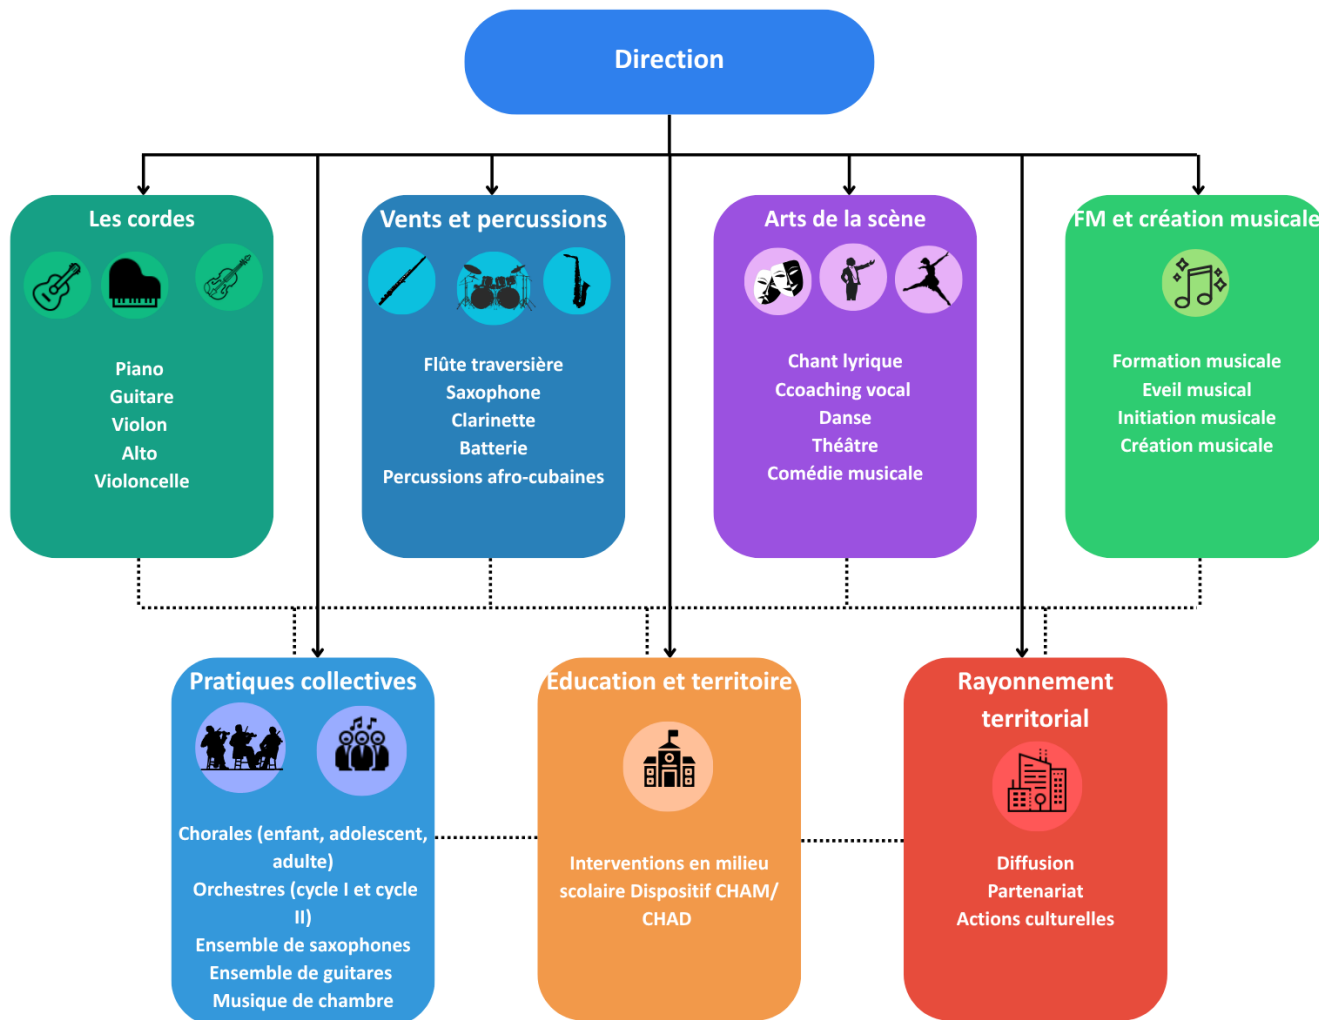 Direction
Les cordes
Piano
Guitare
Violon
Alto
Violoncelle
Vents et percussions
Flûte traversière
Saxophone
Clarinette
Batterie
Percussions afro-cubaines
Arts de la scène
Chant lyrique
Ccoaching vocal
Danse
Théâtre
Comédie musicale
FM et création musicale
Formation musicale
Eveil musical
Initiation musicale
Création musicale
Pratiques collectives
Chorales (enfant, adolescent,
adulte)
Orchestres (cycle I et cycle
II)
Ensemble de saxophones
Ensemble de guitares
Musique de chambre
Education et territoire
Interventions en milieu
scolaire Dispositif CHAM/
CHAD
Rayonnement
territorial
Diffusion
Partenariat
Actions culturelles